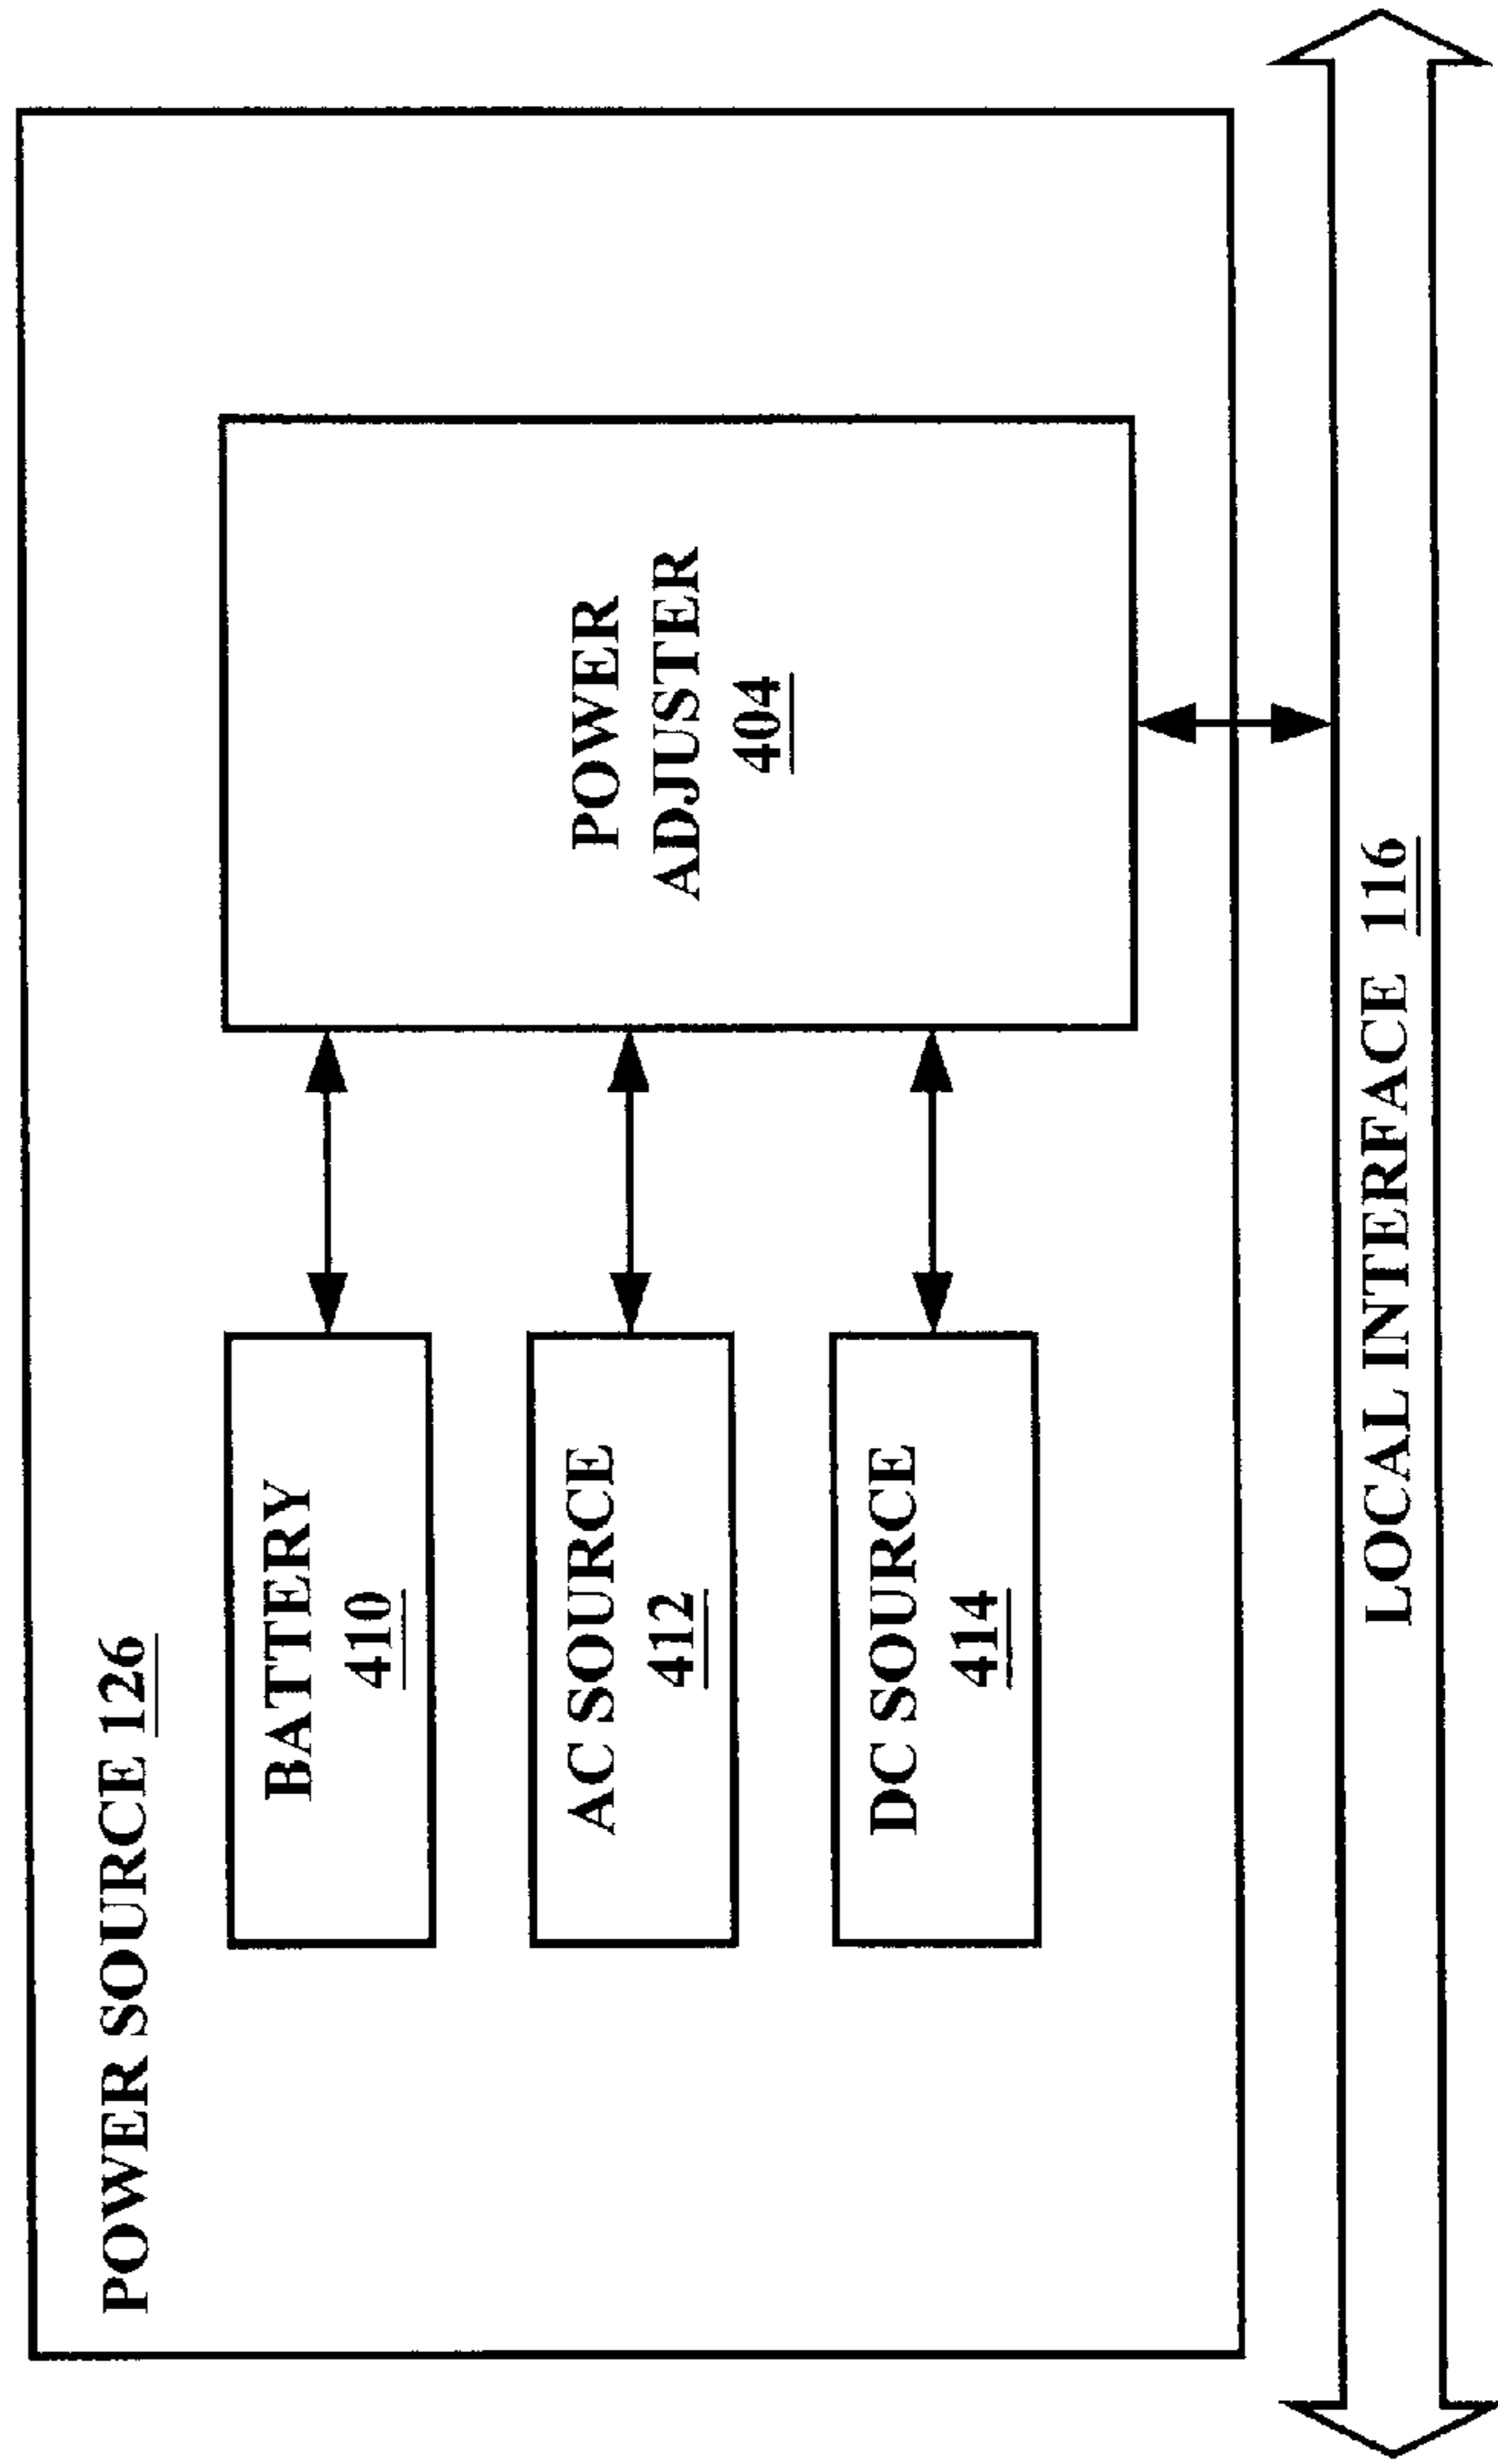 POWER SOURCE 126
BATTERY
410
AC SOURCE
412
DC SOURCE
414
POWER
ADJUSTER
404
LOCAL INTERFACE 116